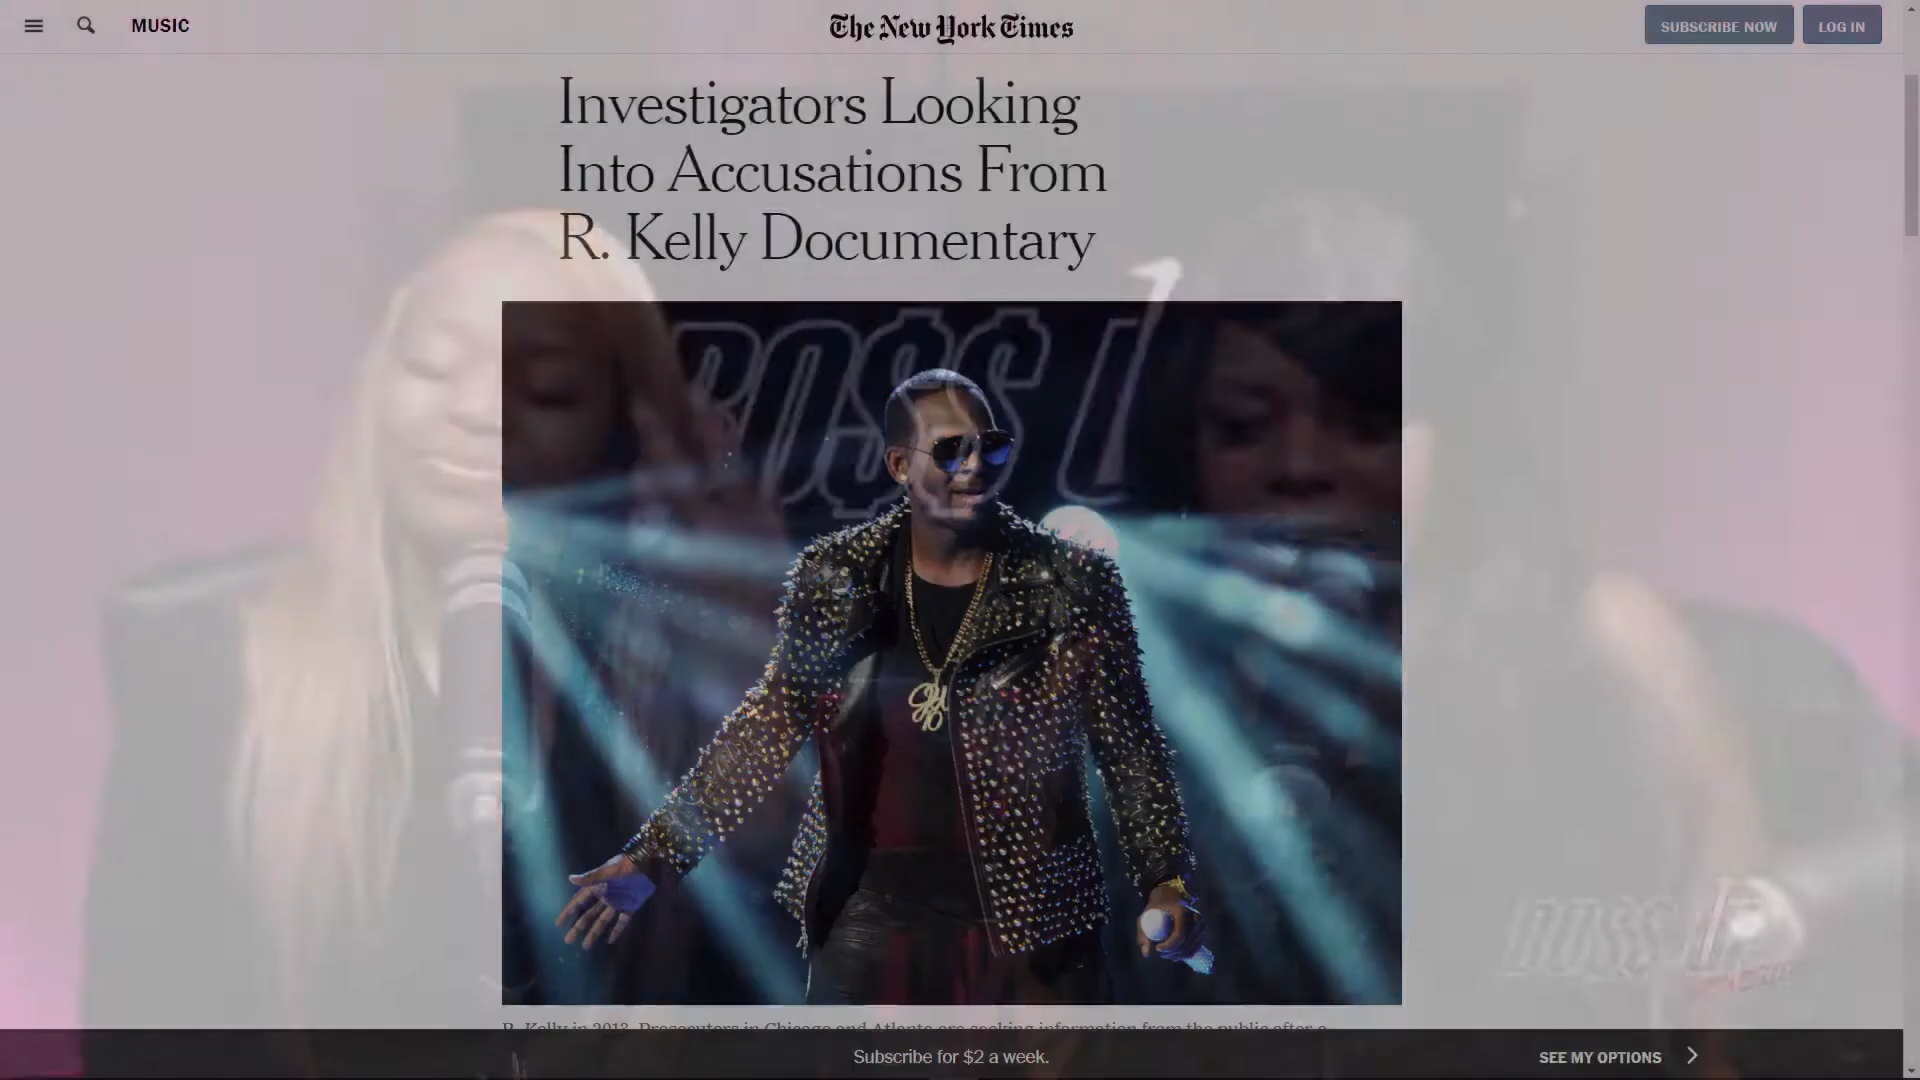 MUSIC
The New York Times
SUBSCRIBE NOW
LOG IN
Investigators Looking
Into Accusations From
R. Kelly Documentary
BO$$
R. Kelly in 2013. Prosecutors in Chicago and Atlanta are seeking information from the public after a
BO$$
Subscribe for $2 a week.
SEE MY OPTIONS